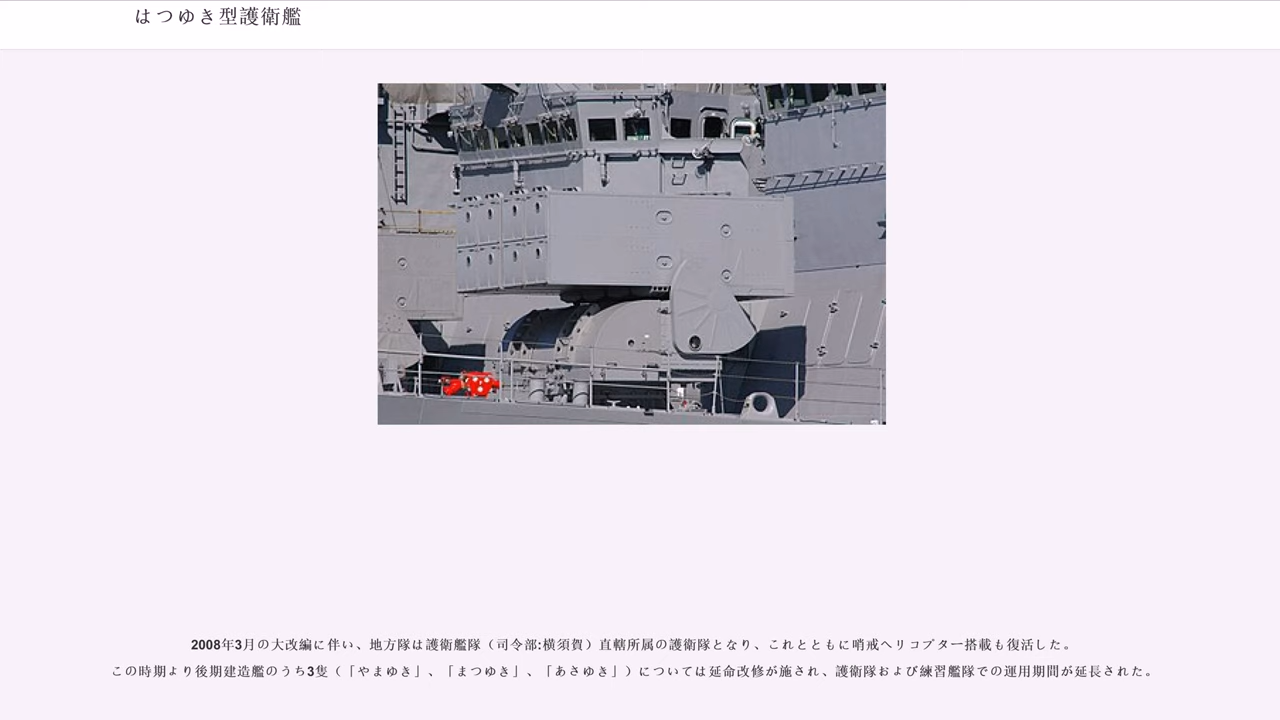 はつゆき型護衛艦
2008年3月の大改編に伴い、地方隊は護衛艦隊（司令部:横須賀）直轄所属の護衛隊となり、これとともに哨戒ヘリコプター搭載も復活した。
この時期より後期建造艦のうち3隻（「やまゆき」、「まつゆき」、「あさゆき」）については延命改修が施され、護衛隊および練習艦隊での運用期間が延長された。